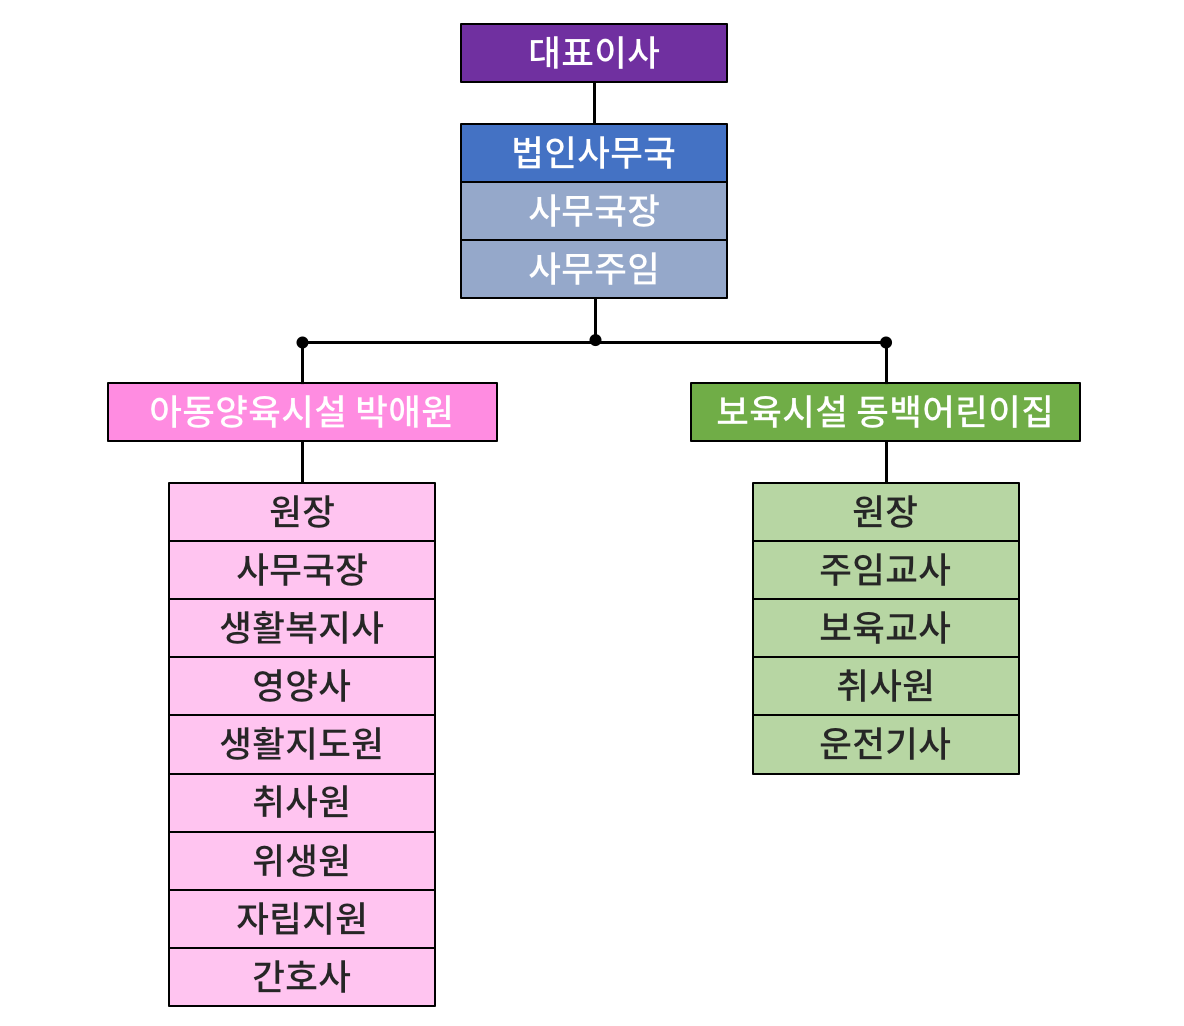 대표이사
법인사무국
사무국장
사무주임
아동양육시설 박애원
원장
사무국장
생활복지사
영양사
생활지도원
취사원
위생원
자립지원
간호사
보육시설 동백어린이집
원장
주임교사
보육교사
취사원
운전기사